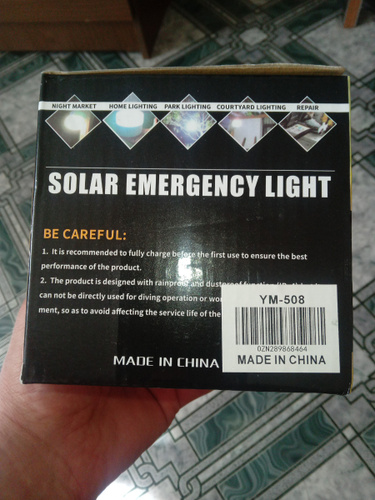 NIGHT MARKET HOME LIGHTING PARK LIGHTING COURTYARD LIGHTING REPAIR
SOLAR EMERGENCY LIGHT
BE CAREFUL:
1. It is recommended to fully charge before the first use to ensure the best
performance of the product.
2. The product is designed with rainproof and dustproof function
can not be directly used for diving operation or
ment, so as to avoid affecting the service life of the
YM-508
OZN289868464
MADE IN CHINA
MADE IN CHINA